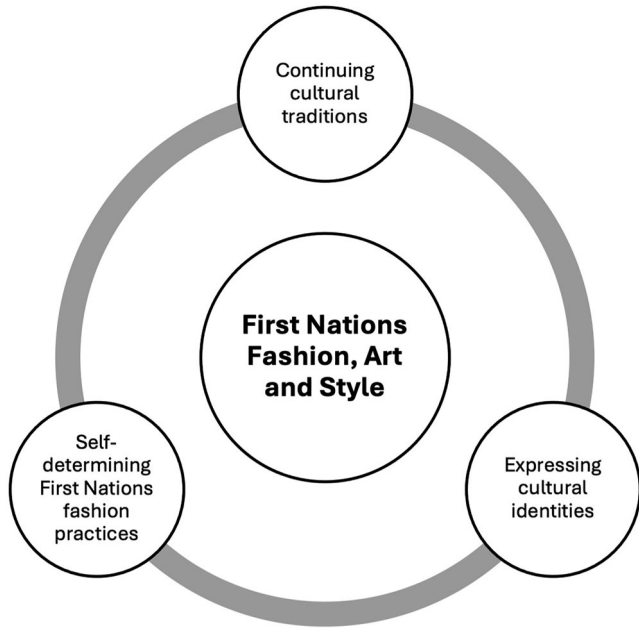 Continuing
cultural
traditions
First Nations
Fashion, Art
and Style
Self-
determining
First Nations
fashion
practices
Expressing
cultural
identities